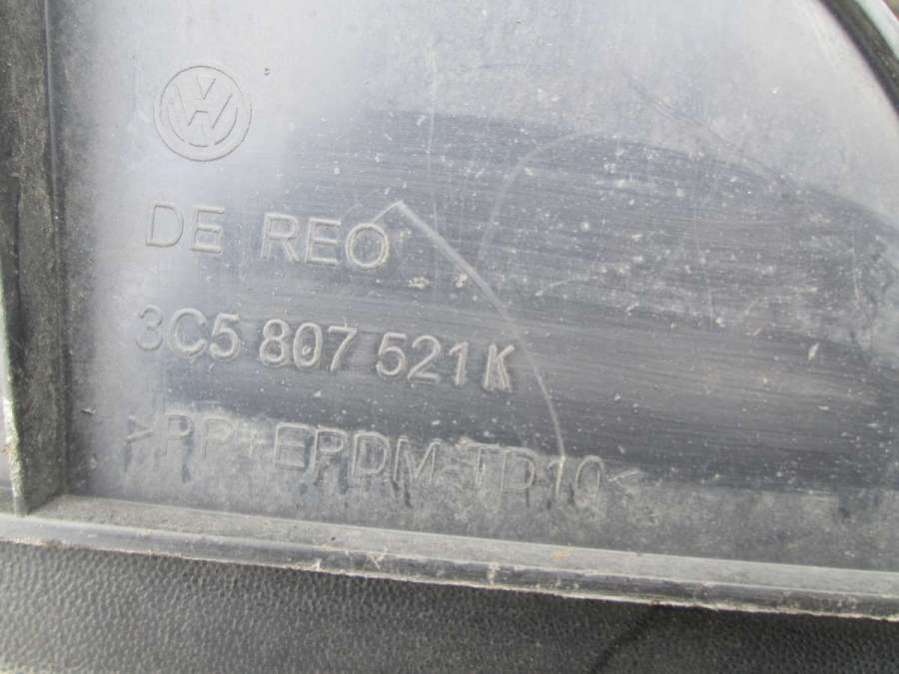 DE REO
3C5 807 521 K
>PP+EPDM-TD10<